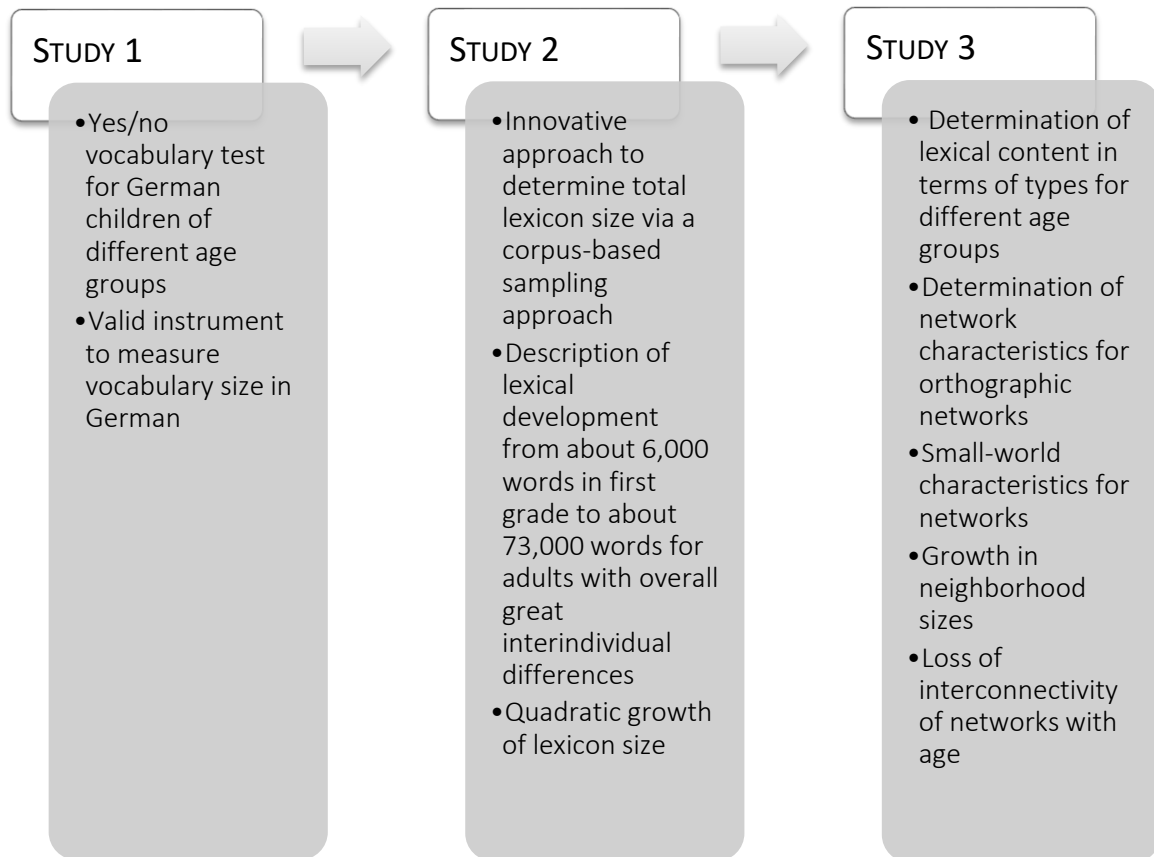 STUDY 1
•Yes/no
vocabulary test
for German
children of
different age
groups
•Valid instrument
to measure
vocabulary size in
German
STUDY 2
•Innovative
approach to
determine total
lexicon size via a
corpus-based
sampling
approach
•Description of
lexical
development
from about 6,000
words in first
grade to about
73,000 words for
adults with overall
great
interindividual
differences
•Quadratic growth
of lexicon size
STUDY 3
• Determination of
lexical content in
terms of types for
different age
groups
•Determination of
network
characteristics for
orthographic
networks
•Small-world
characteristics for
networks
•Growth in
neighborhood
sizes
•Loss of
interconnectivity
of networks with
age